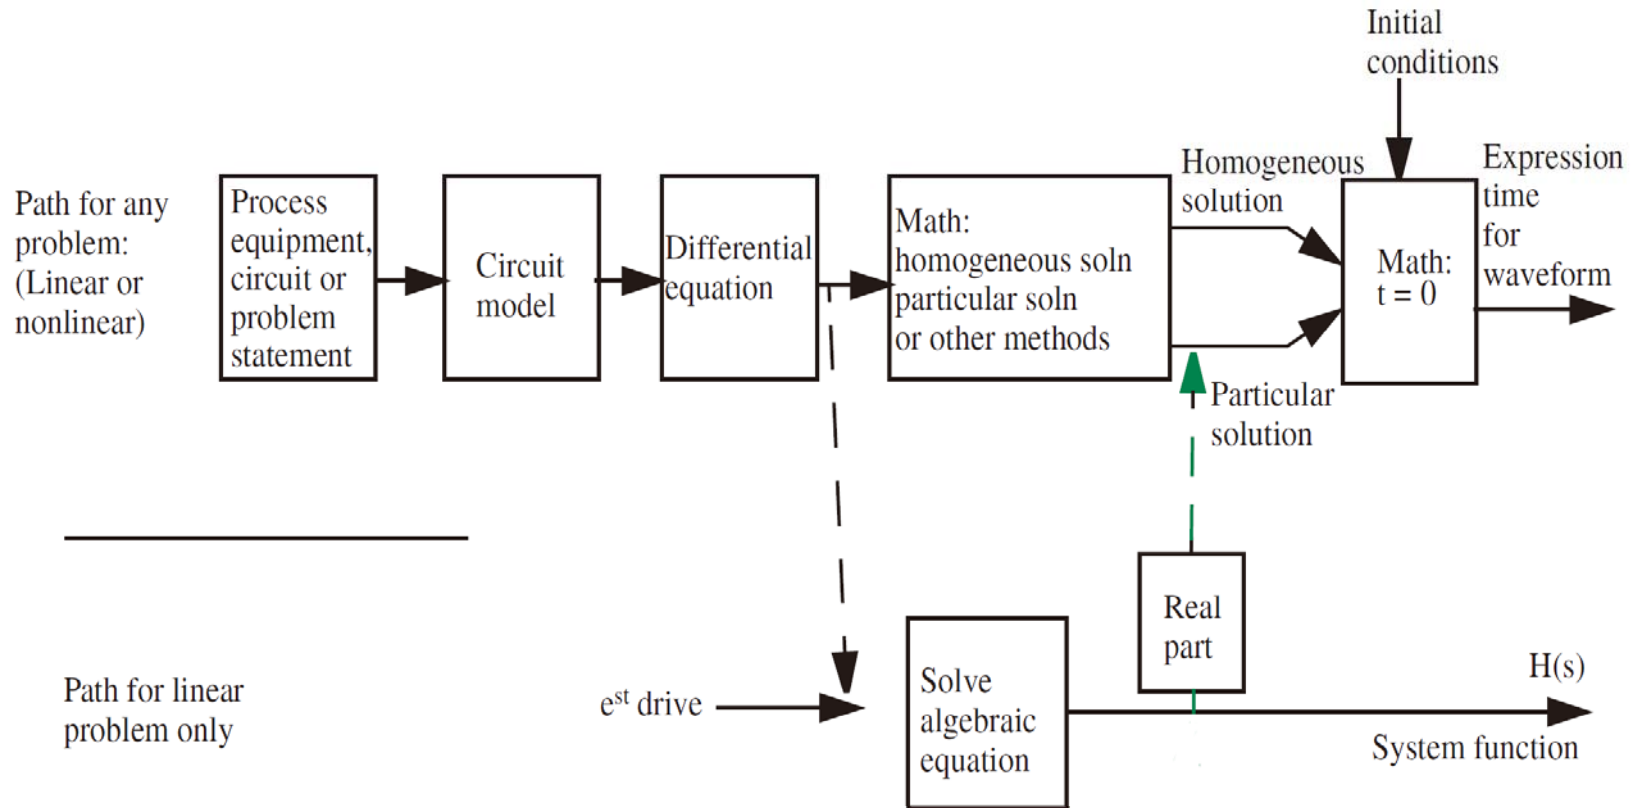 Initial
conditions
Path for any
problem:
(Linear or
nonlinear)
Process
equipment,
circuit or
problem
statement
Circuit
model
Differential
equation
Math:
homogeneous soln
particular soln
or other methods
Homogeneous
solution
Particular
solution
Math:
t = 0
Expression
time
for
waveform
Path for linear
problem only
e^st drive
Solve
algebraic
equation
Real
part
H(s)
System function